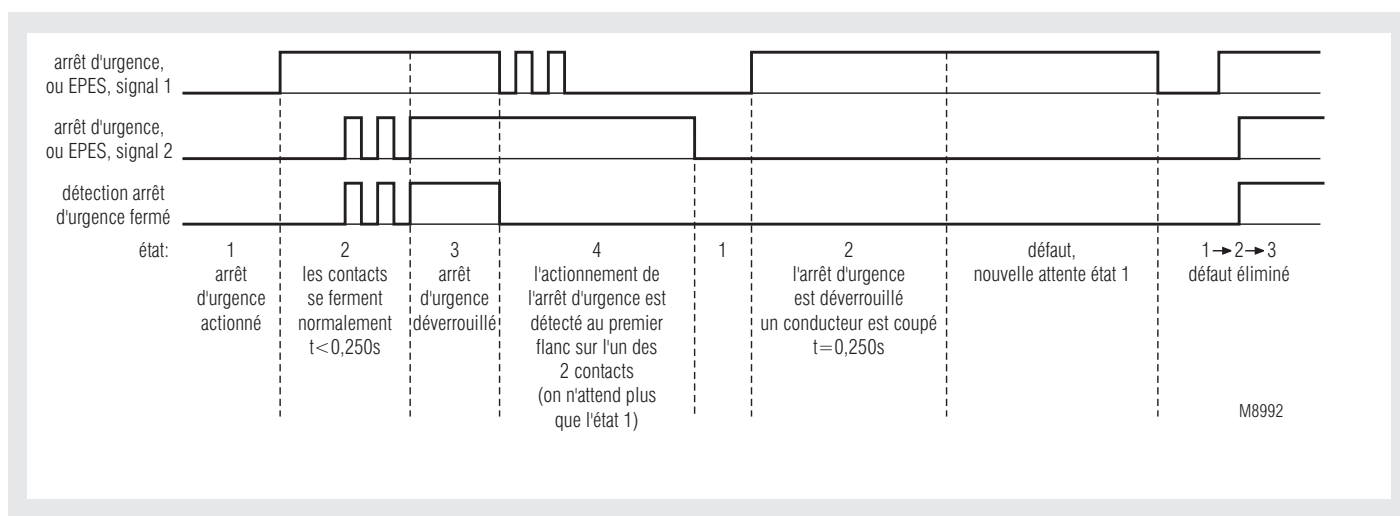 arrêt d'urgence,
ou EPES, signal 1
arrêt d'urgence,
ou EPES, signal 2
détection arrêt
d'urgence fermé
état:
1
arrêt
d'urgence
actionné
2
les contacts
se ferment
normalement
t<0,250s
3
arrêt
d'urgence
déverrouillé
4
l'actionnement de
l'arrêt d'urgence est
détecté au premier
flanc sur l'un des
2 contacts
(on n'attend plus
que l'état 1)
1
2
l'arrêt d'urgence
est déverrouillé
un conducteur est coupé
t=0,250s
défaut,
nouvelle attente état 1
1→2→3
défaut éliminé
M8992